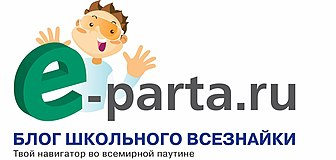 e-parta.ru
БЛОГ ШКОЛЬНОГО ВСЕЗНАЙКИ
Твой навигатор во всемирной паутине